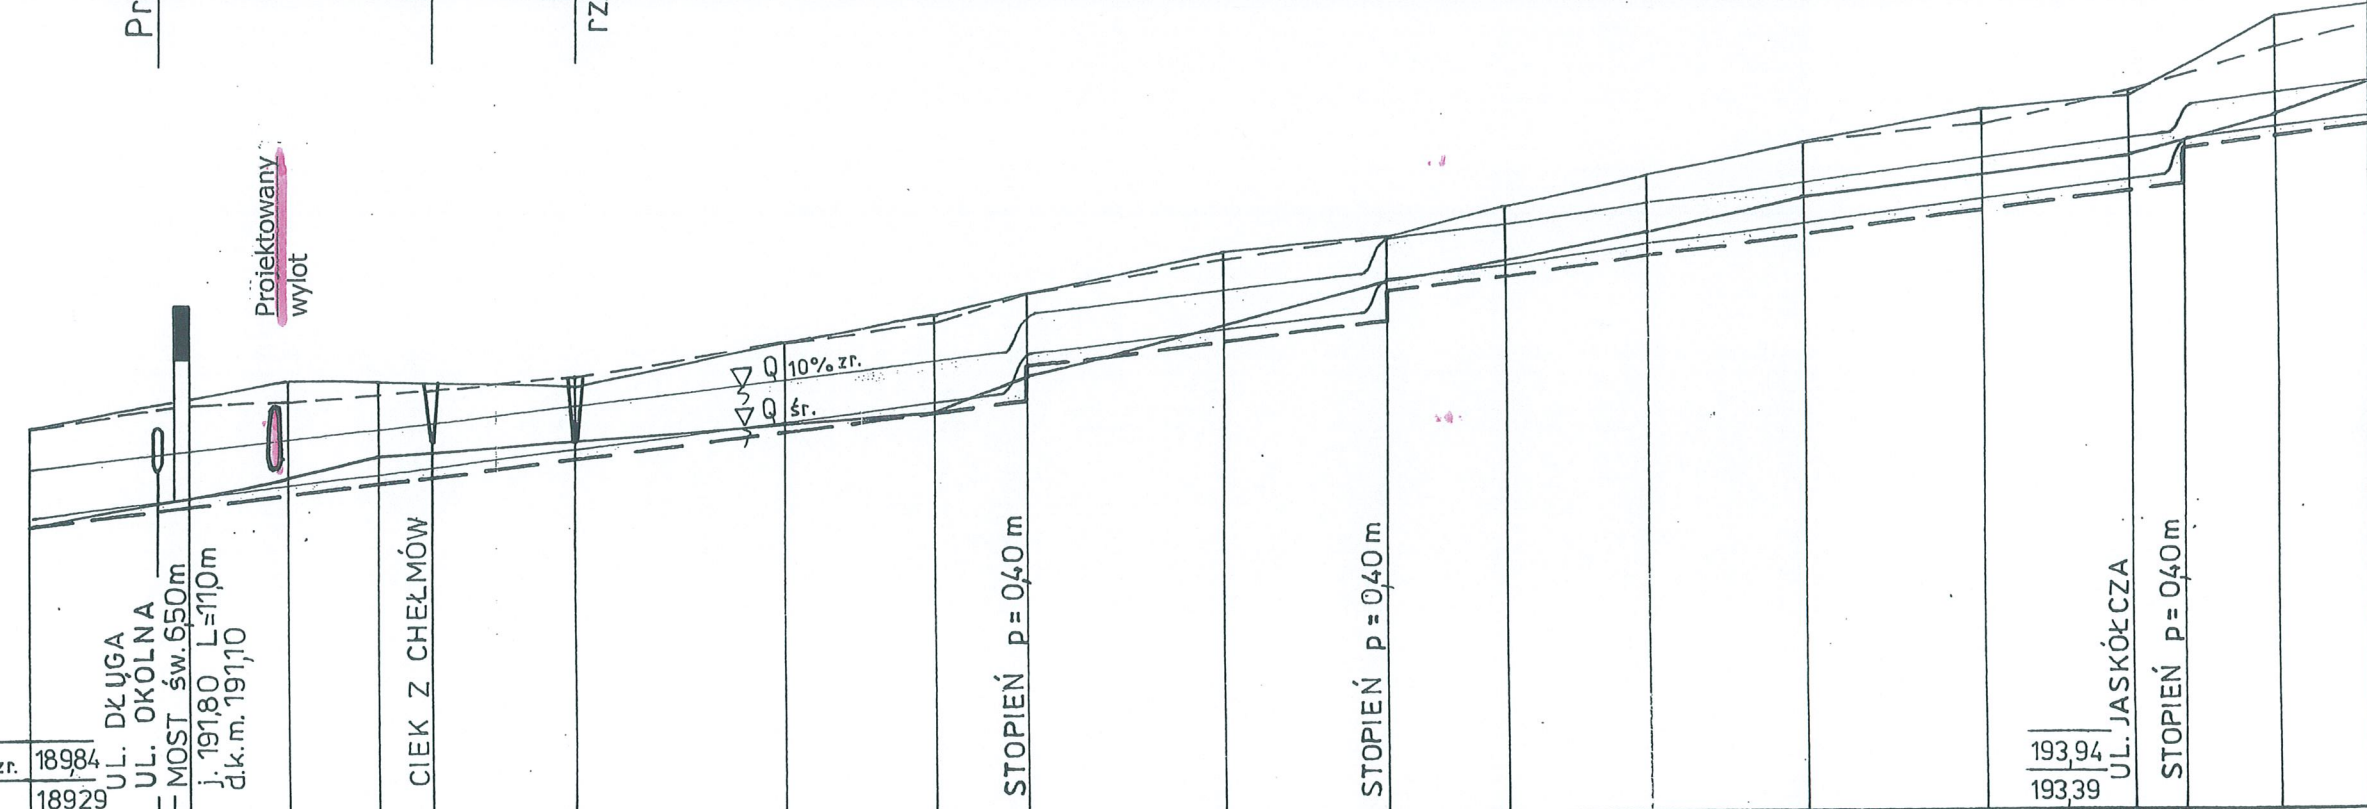 Pr
rz
Projektowany
wylot
Q 10% zr.
Q śr.
zr.
189,84
189,29
UL. DŁUGA
UL. OKÓLNA
MOST św. 6,50m
j. 191,80 L=11,0m
d.k.m. 191,10
CIEK Z CHEŁMÓW
STOPIEŃ p=0,40m
STOPIEŃ p=0,40m
193,94
193,39
UL. JASKÓŁCZA
STOPIEŃ p=0,40m